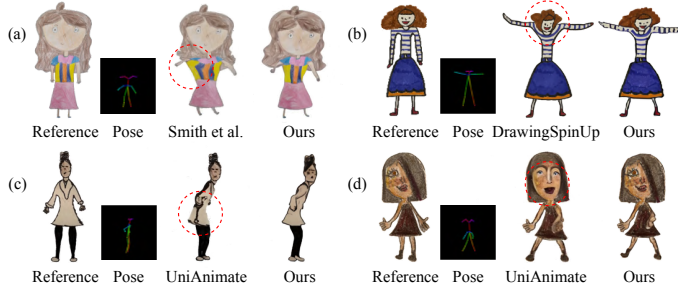 (a)
(b)
Reference Pose Smith et al. Ours
Reference Pose DrawingSpinUp Ours
(c)
(d)
Reference Pose UniAnimate Ours
Reference Pose UniAnimate Ours